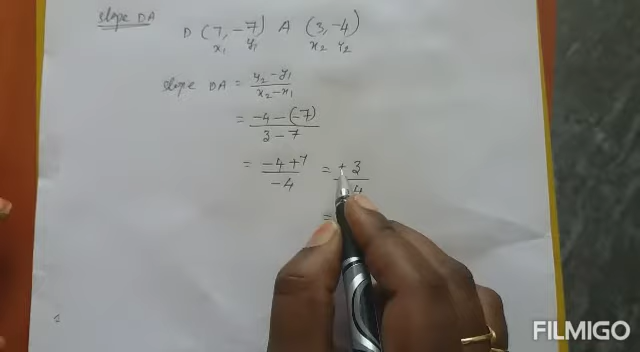 slope DA
D (7, -7) A (3, -4)
x₁ y₁ x₂ y₂
slope DA = y₂ - y₁ / x₂ - x₁
= -4 - (-7) / 3 - 7
= -4 + 7 / -4 = + 3 / 4
=
FILMIGO